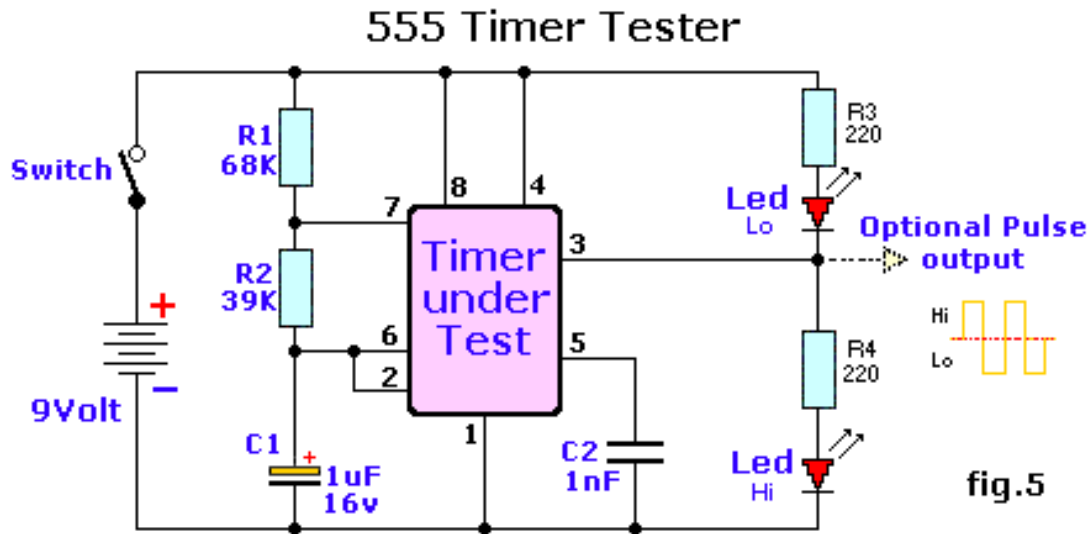 555 Timer Tester
R1
68K
R3
220
Switch
8
4
7
Led
Lo
Optional Pulse
output
3
Timer
under
Test
R2
39K
+
Hi
Lo
6
5
R4
220
2
−
9Volt
1
C1
+
1uF
16v
C2
1nF
Led
Hi
fig.5